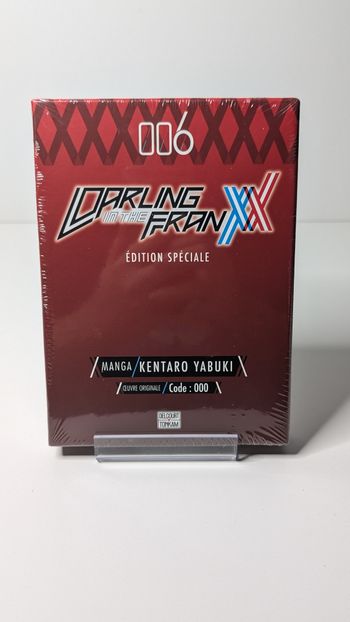 006
DARLING
IN THE
FRANXX
ÉDITION SPÉCIALE
MANGA / KENTARO YABUKI
ŒUVRE ORIGINALE / Code : 000
DELCOURT
TONKAM